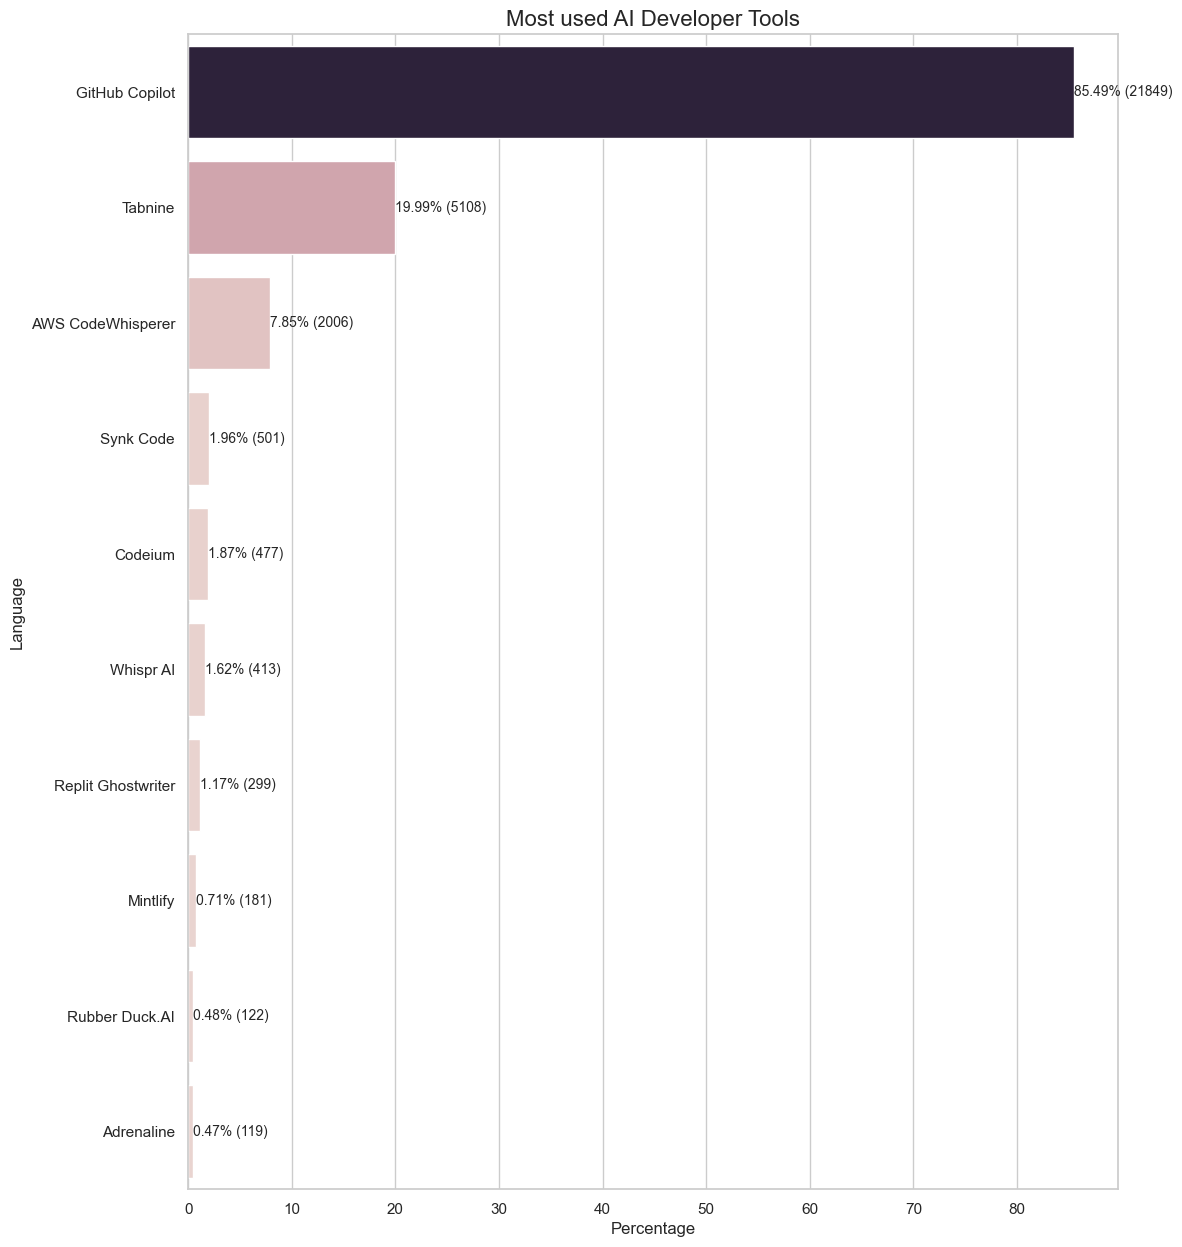 Most used AI Developer Tools
GitHub Copilot
85.49% (21849)
Tabnine
19.99% (5108)
AWS CodeWhisperer
7.85% (2006)
Synk Code
1.96% (501)
Codeium
1.87% (477)
Language
Whispr AI
1.62% (413)
Replit Ghostwriter
1.17% (299)
Mintlify
0.71% (181)
Rubber Duck.AI
0.48% (122)
Adrenaline
0.47% (119)
0 10 20 30 40 50 60 70 80
Percentage